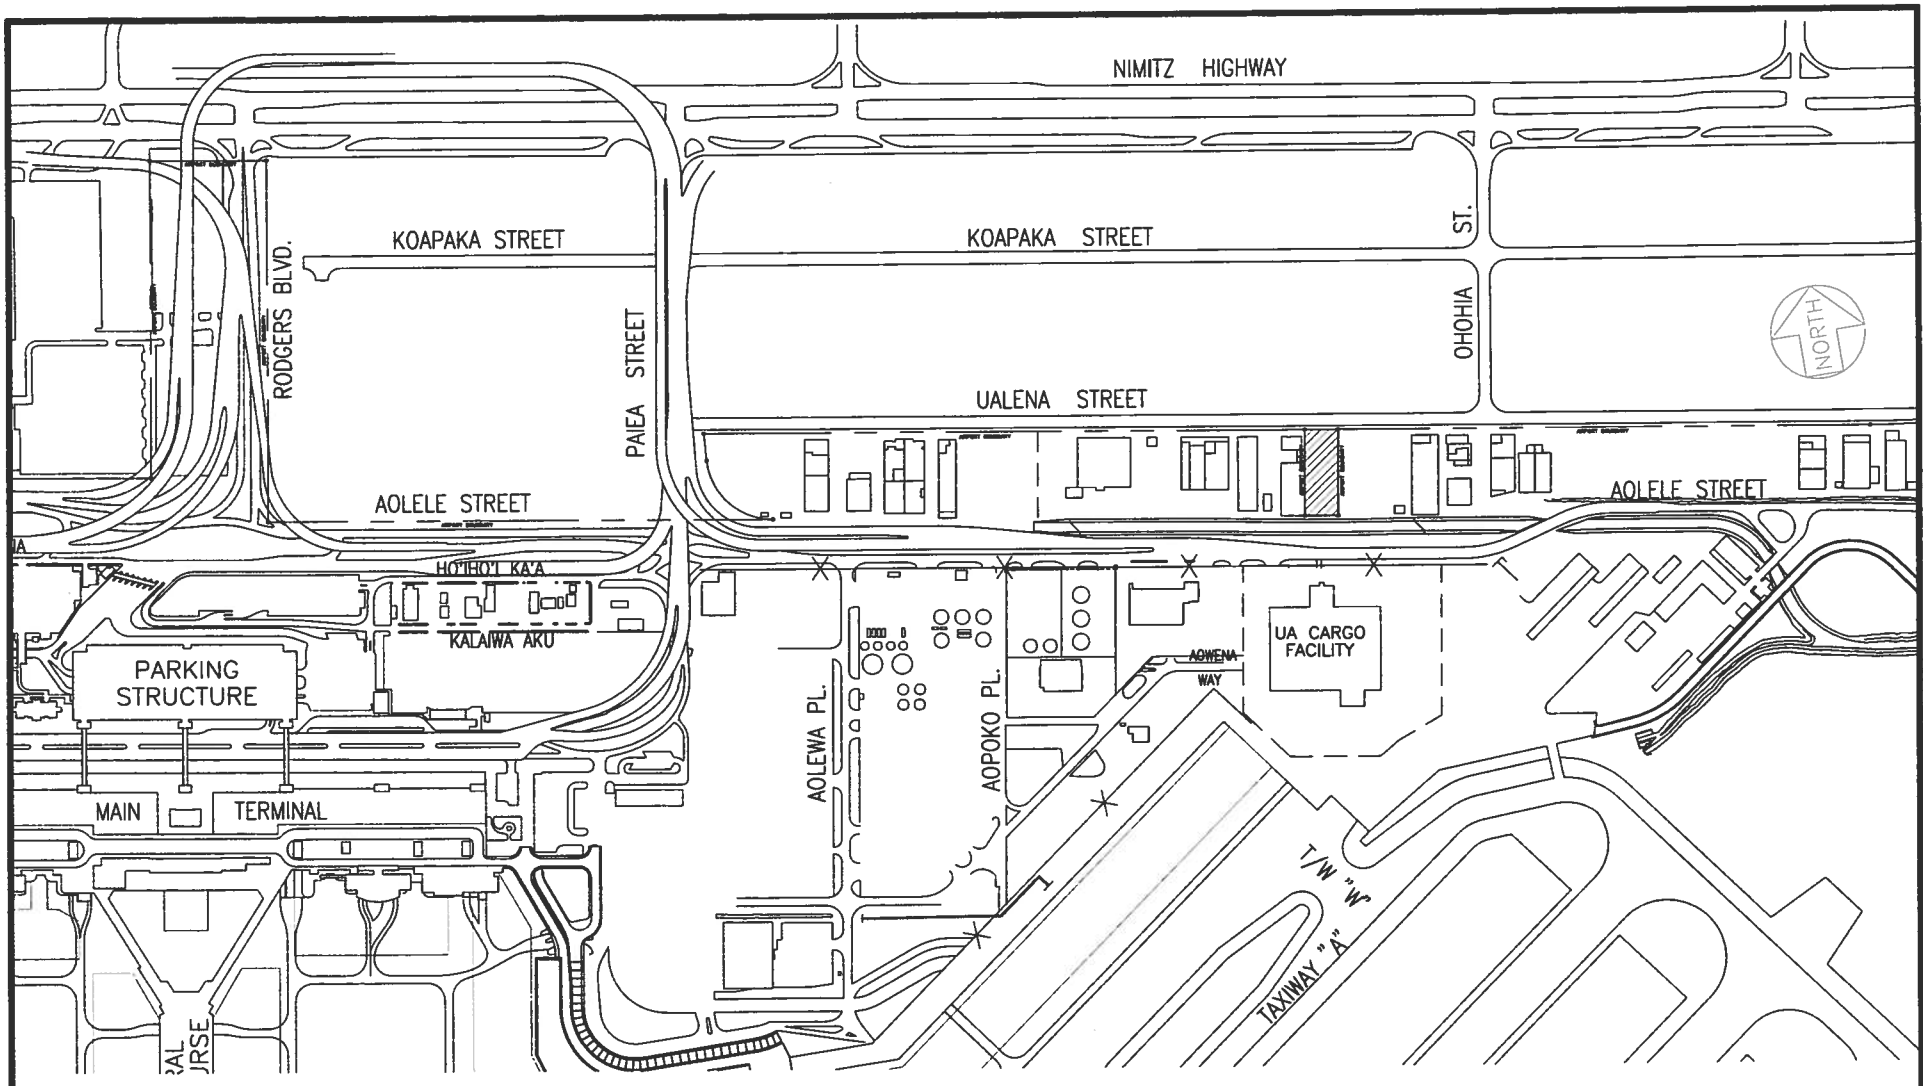 NIMITZ HIGHWAY
KOAPAKA STREET
KOAPAKA STREET
ST.
OHOHIA
RODGERS BLVD.
PAIEA STREET
NORTH
UALENA STREET
AOLELE STREET
AOLELE STREET
HO'IHO'I KA'A
KALAIWA AKU
PARKING
STRUCTURE
UA CARGO
FACILITY
AOWENA
WAY
AOLEWA PL.
AOPOKO PL.
MAIN TERMINAL
T/W "W"
TAXIWAY "A"
RAL
URSE